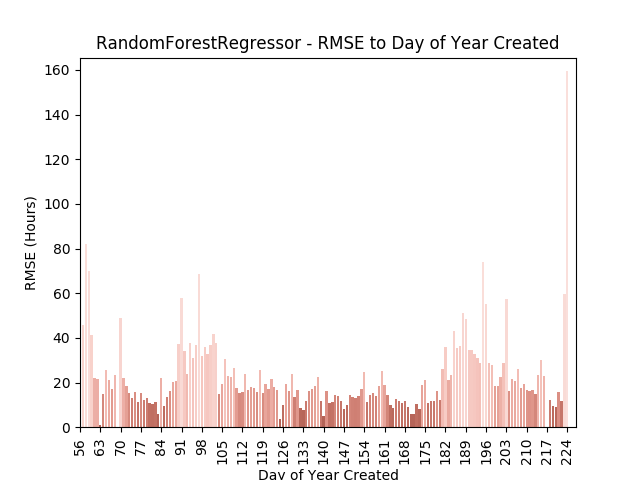 RandomForestRegressor - RMSE to Day of Year Created
RMSE (Hours)
160
140
120
100
80
60
40
20
0
56 63 70 77 84 91 98 105 112 119 126 133 140 147 154 161 168 175 182 189 196 203 210 217 224
Day of Year Created